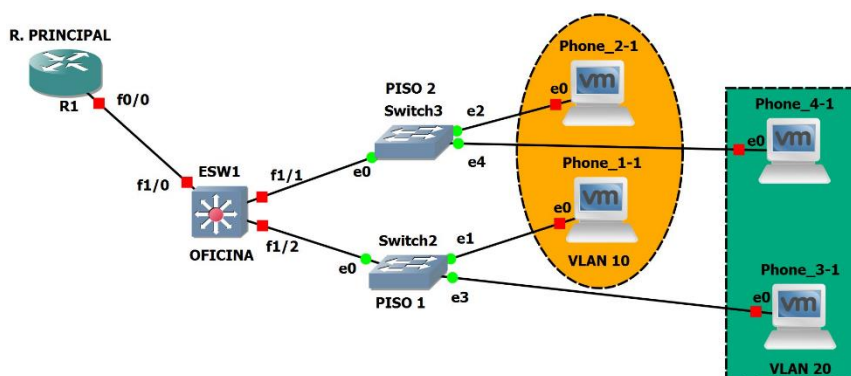 R. PRINCIPAL
R1
f0/0
f1/0
ESW1
OFICINA
f1/1
f1/2
PISO 2
Switch3
e0
e2
e4
Switch2
e0
PISO 1
e1
e3
Phone_2-1
e0
vm
Phone_1-1
e0
vm
VLAN 10
Phone_4-1
e0
vm
Phone_3-1
e0
vm
VLAN 20